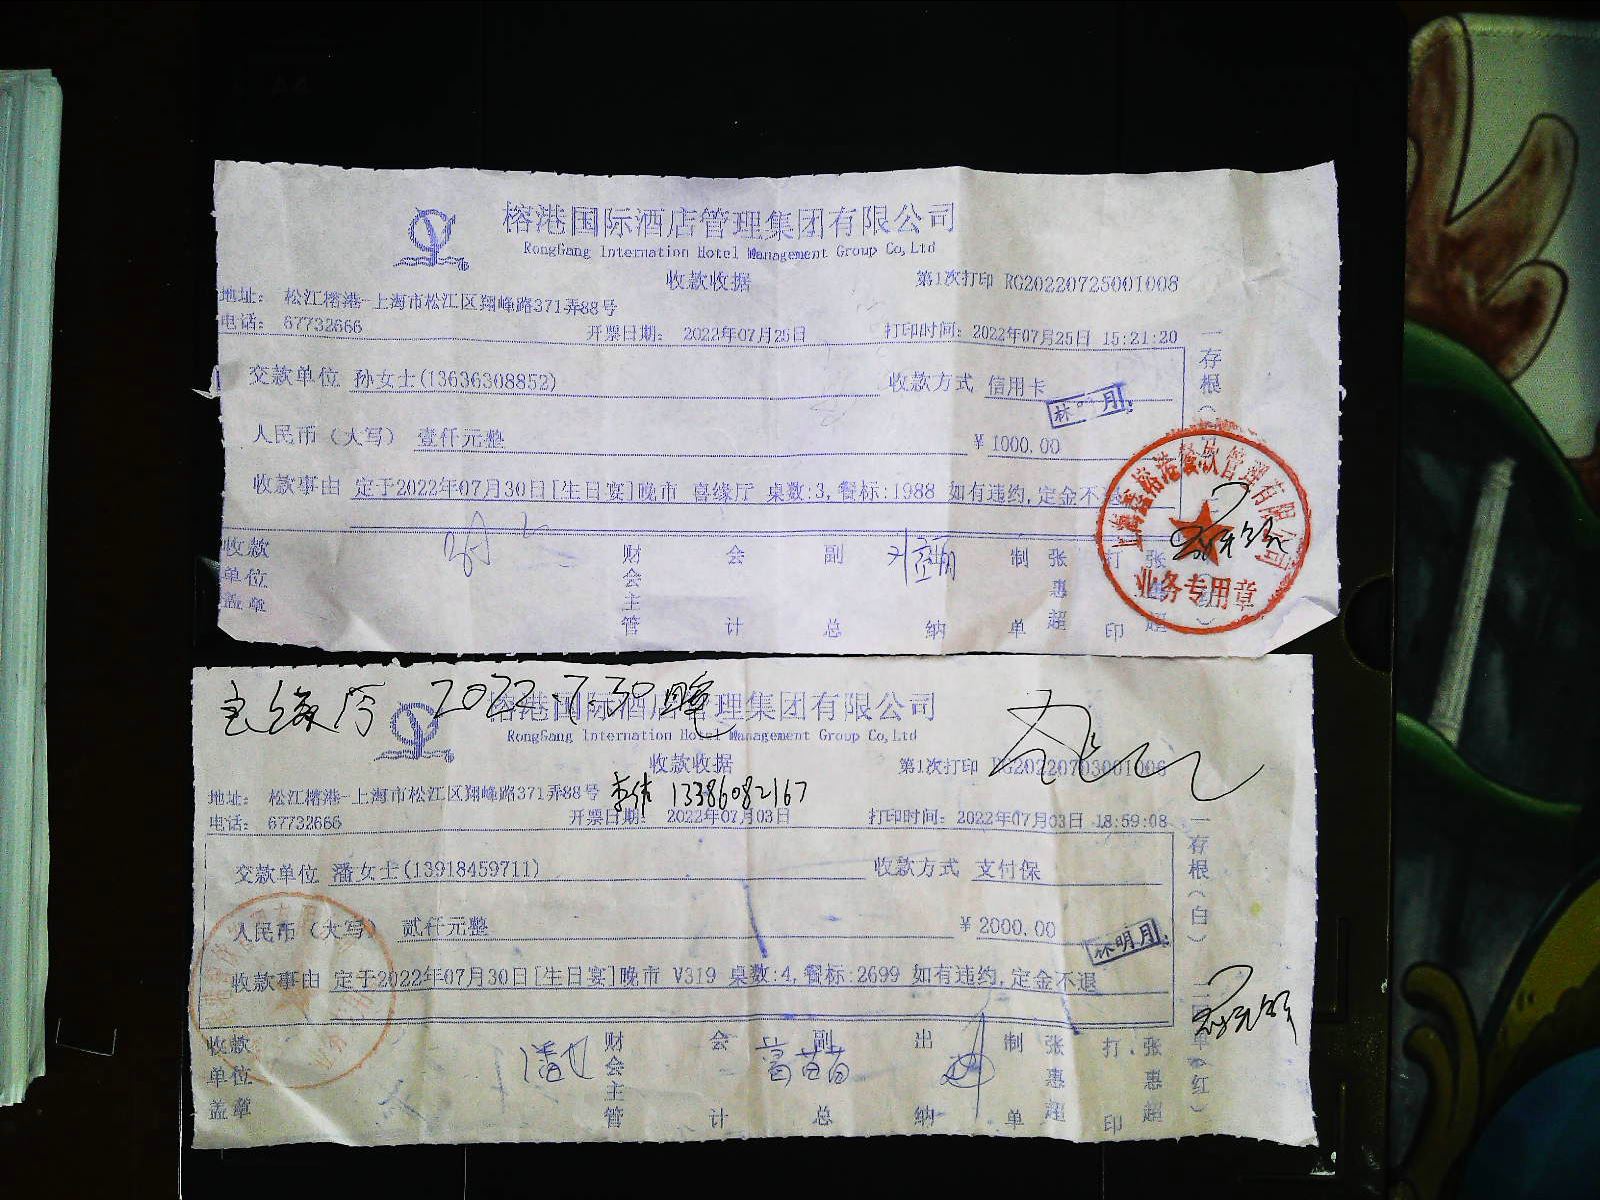 榕港国际酒店管理集团有限公司
RongGang International Hotel Management Group Co,Ltd
收款收据
第1次打印 RG20220725001008
地址： 松江榕港-上海市松江区翔峰路371弄88号
电话： 67732666
开票日期： 2022年07月25日
打印时间：2022年07月25日 15:21:20
交款单位 孙女士(13636308852)
收款方式 信用卡
人民币（大写） 壹仟元整
￥1000.00
收款事由 定于2022年07月30日[生日宴]晚市 喜缘厅 桌数:3,餐标:1988 如有违约,定金不退
收款单位盖章
财会主管
会计
副总
出纳
制单
张惠超
打印
张惠超
一存根（
业务专用章
2022.7.30
榕港国际酒店管理集团有限公司
RongGang International Hotel Management Group Co,Ltd
收款收据
第1次打印 RG20220703001006
地址： 松江榕港-上海市松江区翔峰路371弄88号
13386082167
电话： 67732666
开票日期： 2022年07月03日
打印时间：2022年07月03日 18:59:08
交款单位 潘女士(13918459711)
收款方式 支付保
人民币（大写） 贰仟元整
￥2000.00
林明月
收款事由 定于2022年07月30日[生日宴]晚市 V319 桌数:4,餐标:2699 如有违约,定金不退
收款单位盖章
财会主管
会计
副总
出纳
制单
张惠超
打印
张惠超
一存根（白） 二回单（红）